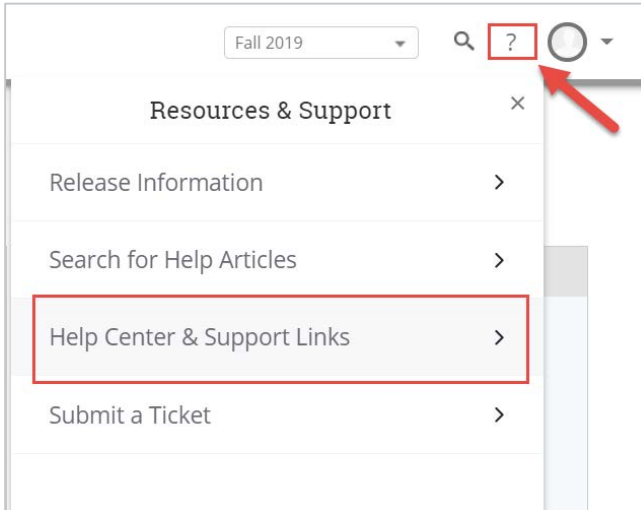 Fall 2019
?
Resources & Support
×
Release Information
Search for Help Articles
Help Center & Support Links
Submit a Ticket